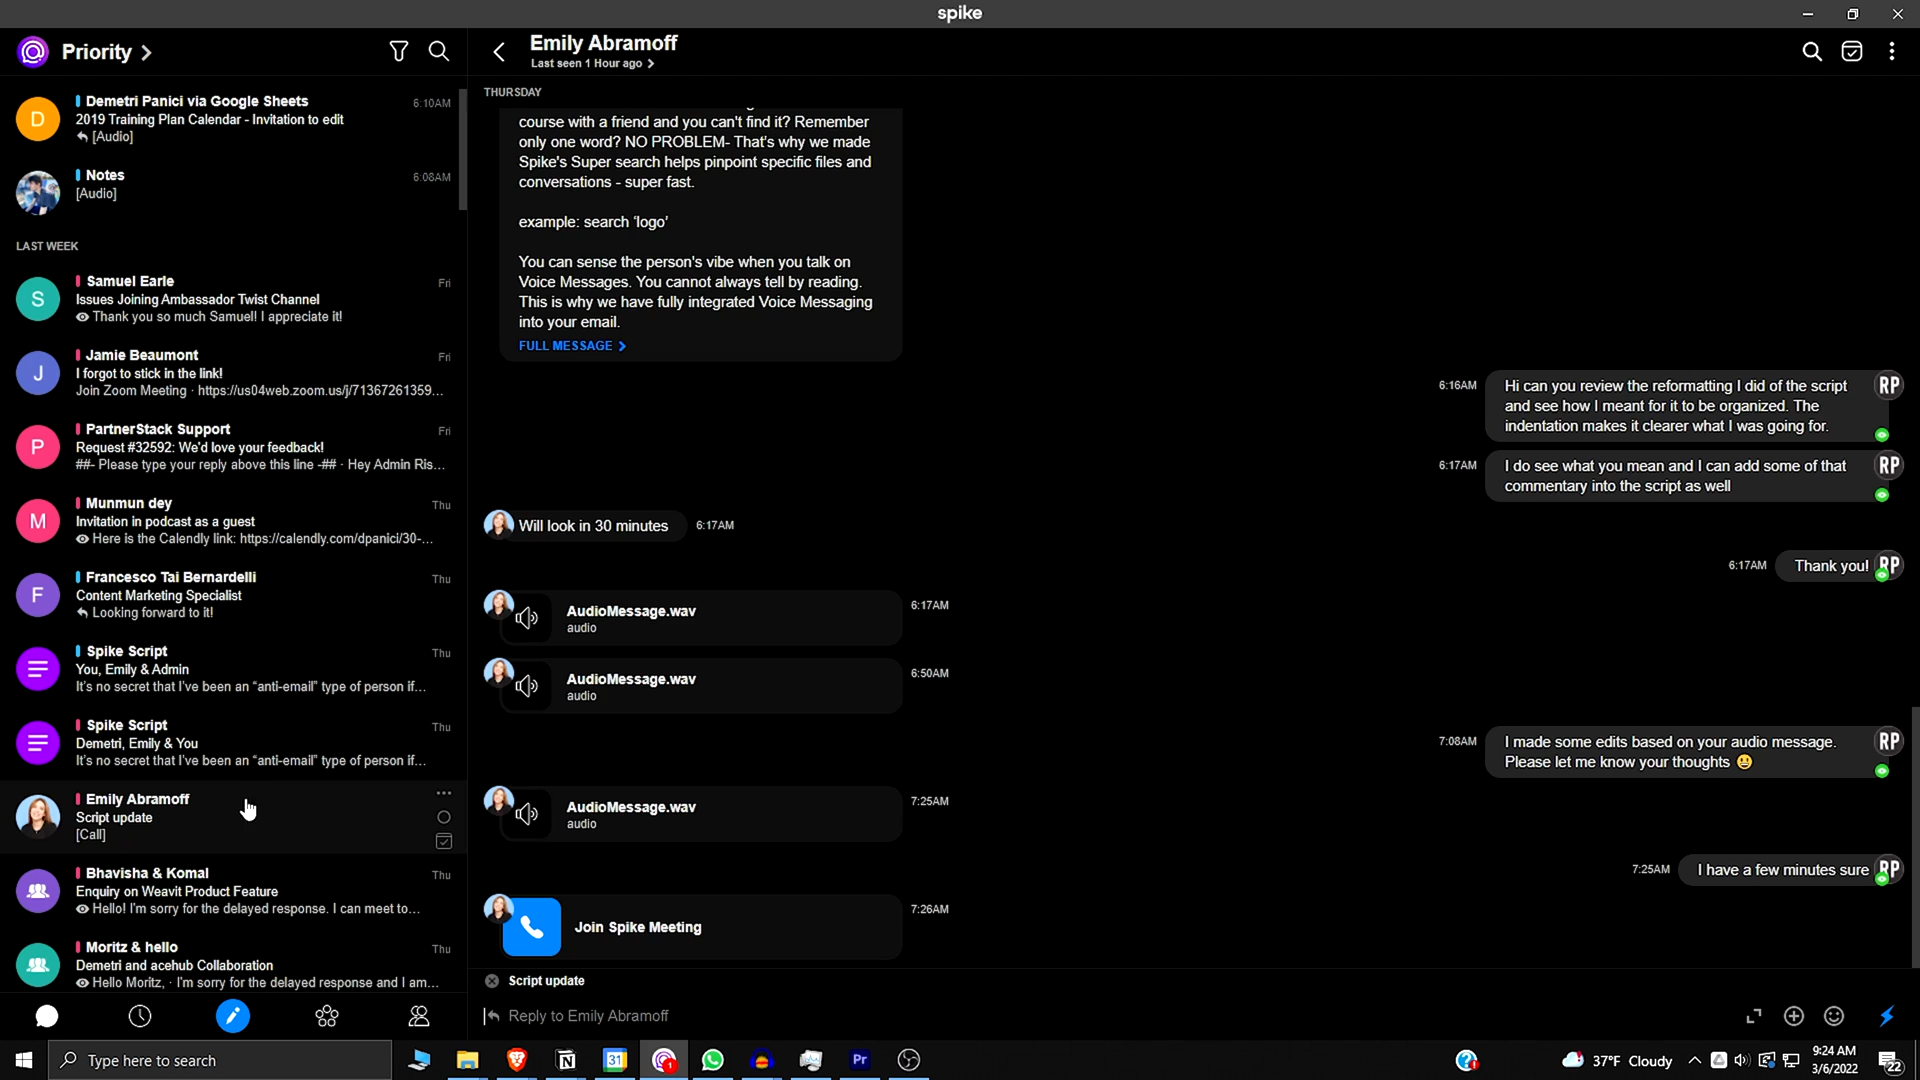 spike
Priority
Demetri Panici via Google Sheets
6:10AM
D
2019 Training Plan Calendar - Invitation to edit
[Audio]
Notes
6:08AM
[Audio]
LAST WEEK
Samuel Earle
Fri
S
Issues Joining Ambassador Twist Channel
Thank you so much Samuel! I appreciate it!
Jamie Beaumont
Fri
J
I forgot to stick in the link!
Join Zoom Meeting · https://us04web.zoom.us/j/71367261359...
PartnerStack Support
Fri
P
Request #32592: We'd love your feedback!
##- Please type your reply above this line -## · Hey Admin Ris...
Munmun dey
Thu
M
Invitation in podcast as a guest
Here is the Calendly link: https://calendly.com/dpanici/30-...
Francesco Tai Bernardelli
Thu
F
Content Marketing Specialist
Looking forward to it!
Spike Script
Thu
You, Emily & Admin
It's no secret that I've been an “anti-email” type of person if...
Spike Script
Thu
Demetri, Emily & You
It's no secret that I've been an “anti-email” type of person if...
Emily Abramoff
Script update
[Call]
Bhavisha & Komal
Thu
Enquiry on Weavit Product Feature
Hello! I'm sorry for the delayed response. I can meet to...
Moritz & hello
Thu
Demetri and acehub Collaboration
Hello Moritz, · I'm sorry for the delayed response and I am...
Emily Abramoff
Last seen 1 Hour ago
THURSDAY
course with a friend and you can't find it? Remember
only one word? NO PROBLEM- That's why we made
Spike's Super search helps pinpoint specific files and
conversations - super fast.
example: search ‘logo’
You can sense the person's vibe when you talk on
Voice Messages. You cannot always tell by reading.
This is why we have fully integrated Voice Messaging
into your email.
FULL MESSAGE
6:16AM
Hi can you review the reformatting I did of the script
and see how I meant for it to be organized. The
indentation makes it clearer what I was going for.
RP
6:17AM
I do see what you mean and I can add some of that
commentary into the script as well
RP
Will look in 30 minutes
6:17AM
6:17AM
Thank you!
RP
AudioMessage.wav
audio
6:17AM
AudioMessage.wav
audio
6:50AM
7:08AM
I made some edits based on your audio message.
Please let me know your thoughts 😀
RP
AudioMessage.wav
audio
7:25AM
7:25AM
I have a few minutes sure
RP
Join Spike Meeting
7:26AM
Script update
Reply to Emily Abramoff
Type here to search
31
1
Pr
37°F Cloudy
9:24 AM
3/6/2022
22